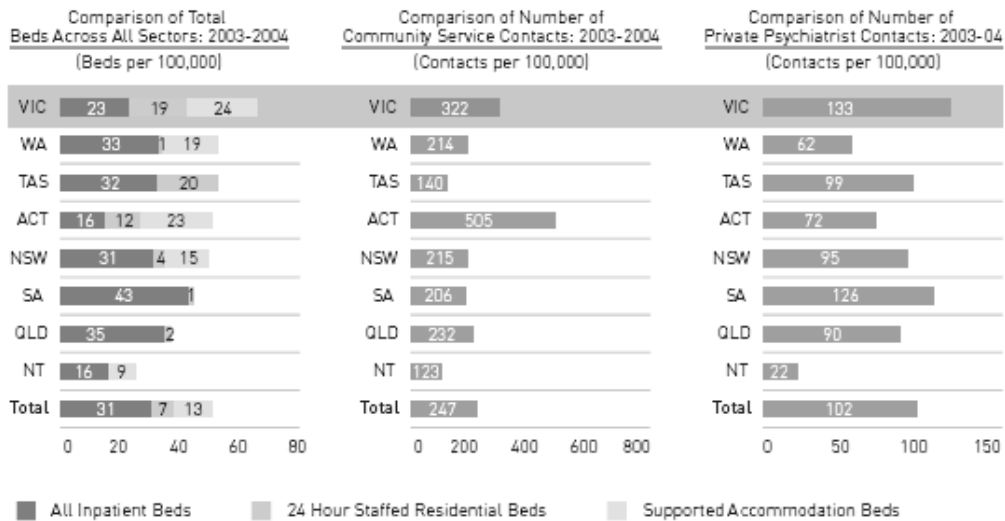 Comparison of Total
Beds Across All Sectors: 2003-2004
(Beds per 100,000)
VIC 23 19 24
WA 33 1 19
TAS 32 20
ACT 16 12 23
NSW 31 4 15
SA 43 1
QLD 35 2
NT 16 9
Total 31 7 13
0 20 40 60 80
Comparison of Number of
Community Service Contacts: 2003-2004
(Contacts per 100,000)
VIC 322
WA 214
TAS 140
ACT 505
NSW 215
SA 206
QLD 232
NT 123
Total 247
0 200 400 600 800
Comparison of Number of
Private Psychiatrist Contacts: 2003-04
(Contacts per 100,000)
VIC 133
WA 62
TAS 99
ACT 72
NSW 95
SA 126
QLD 90
NT 22
Total 102
0 50 100 150
All Inpatient Beds
24 Hour Staffed Residential Beds
Supported Accommodation Beds